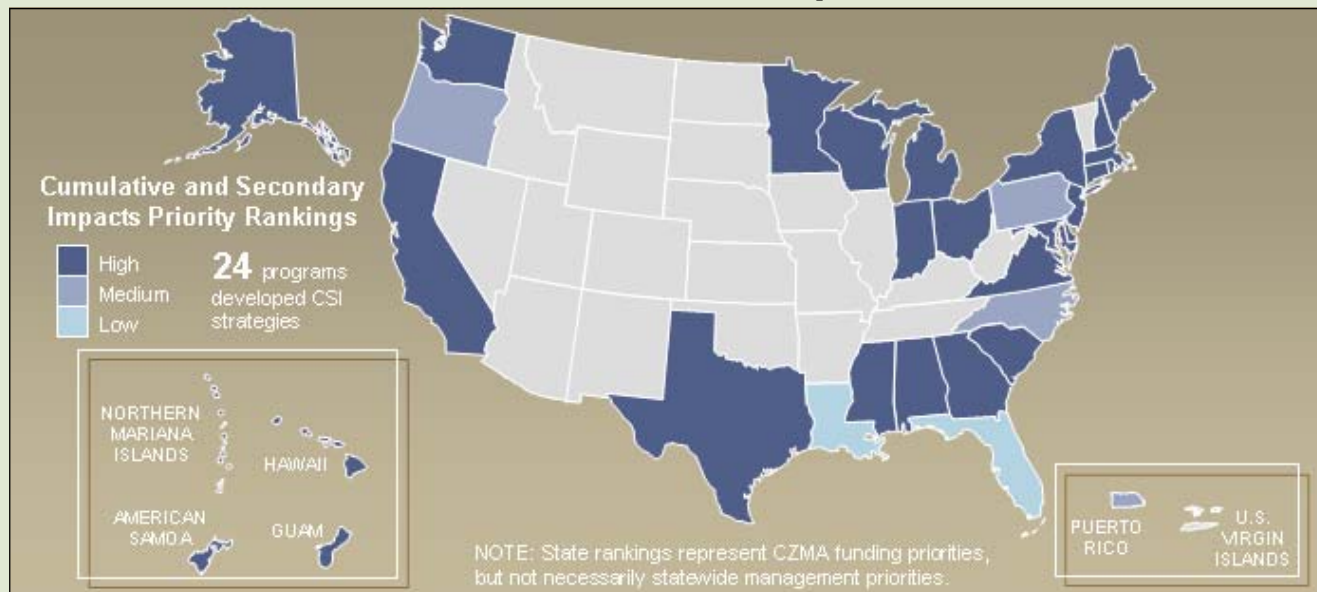 Cumulative and Secondary
Impacts Priority Rankings
High
Medium
Low
24 programs
developed CSI
strategies
NORTHERN
MARIANA
ISLANDS
HAWAII
AMERICAN
SAMOA
GUAM
NOTE: State rankings represent CZMA funding priorities,
but not necessarily statewide management priorities.
PUERTO
RICO
U.S.
VIRGIN
ISLANDS